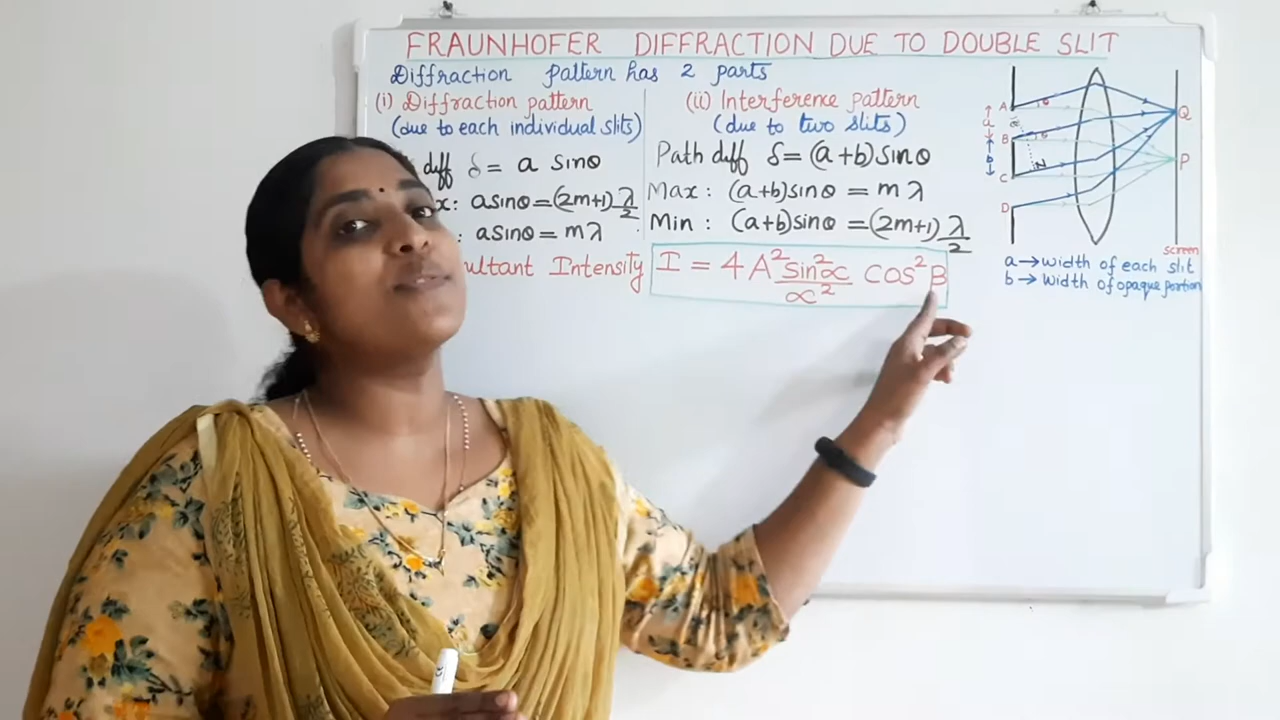 FRAUNHOFER DIFFRACTION DUE TO DOUBLE SLIT
Diffraction pattern has 2 parts
(i) Diffraction pattern
(due to each individual slits)
diff δ = a sinθ
x: a sinθ = (2m+1) λ/2
: a sinθ = mλ
(ii) Interference pattern
(due to two slits)
Path diff δ = (a+b) sinθ
Max: (a+b) sinθ = mλ
Min: (a+b) sinθ = (2m+1) λ/2
ultant Intensity I = 4A² sin²α/α² cos²β
A
a
B
b
C
D
N
θ
θ
Q
P
screen
a → width of each slit
b → Width of opaque portion